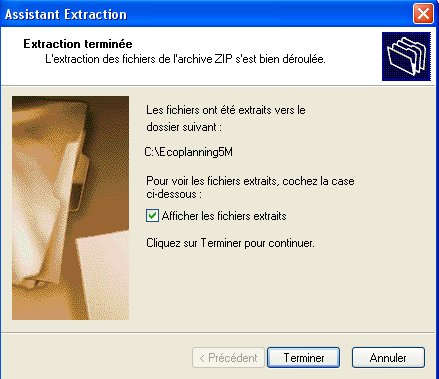 Assistant Extraction
Extraction terminée
L'extraction des fichiers de l'archive ZIP s'est bien déroulée.
Les fichiers ont été extraits vers le
dossier suivant :
C:\Ecoplanning5M
Pour voir les fichiers extraits, cochez la case
ci-dessous :
Afficher les fichiers extraits
Cliquez sur Terminer pour continuer.
< Précédent
Terminer
Annuler